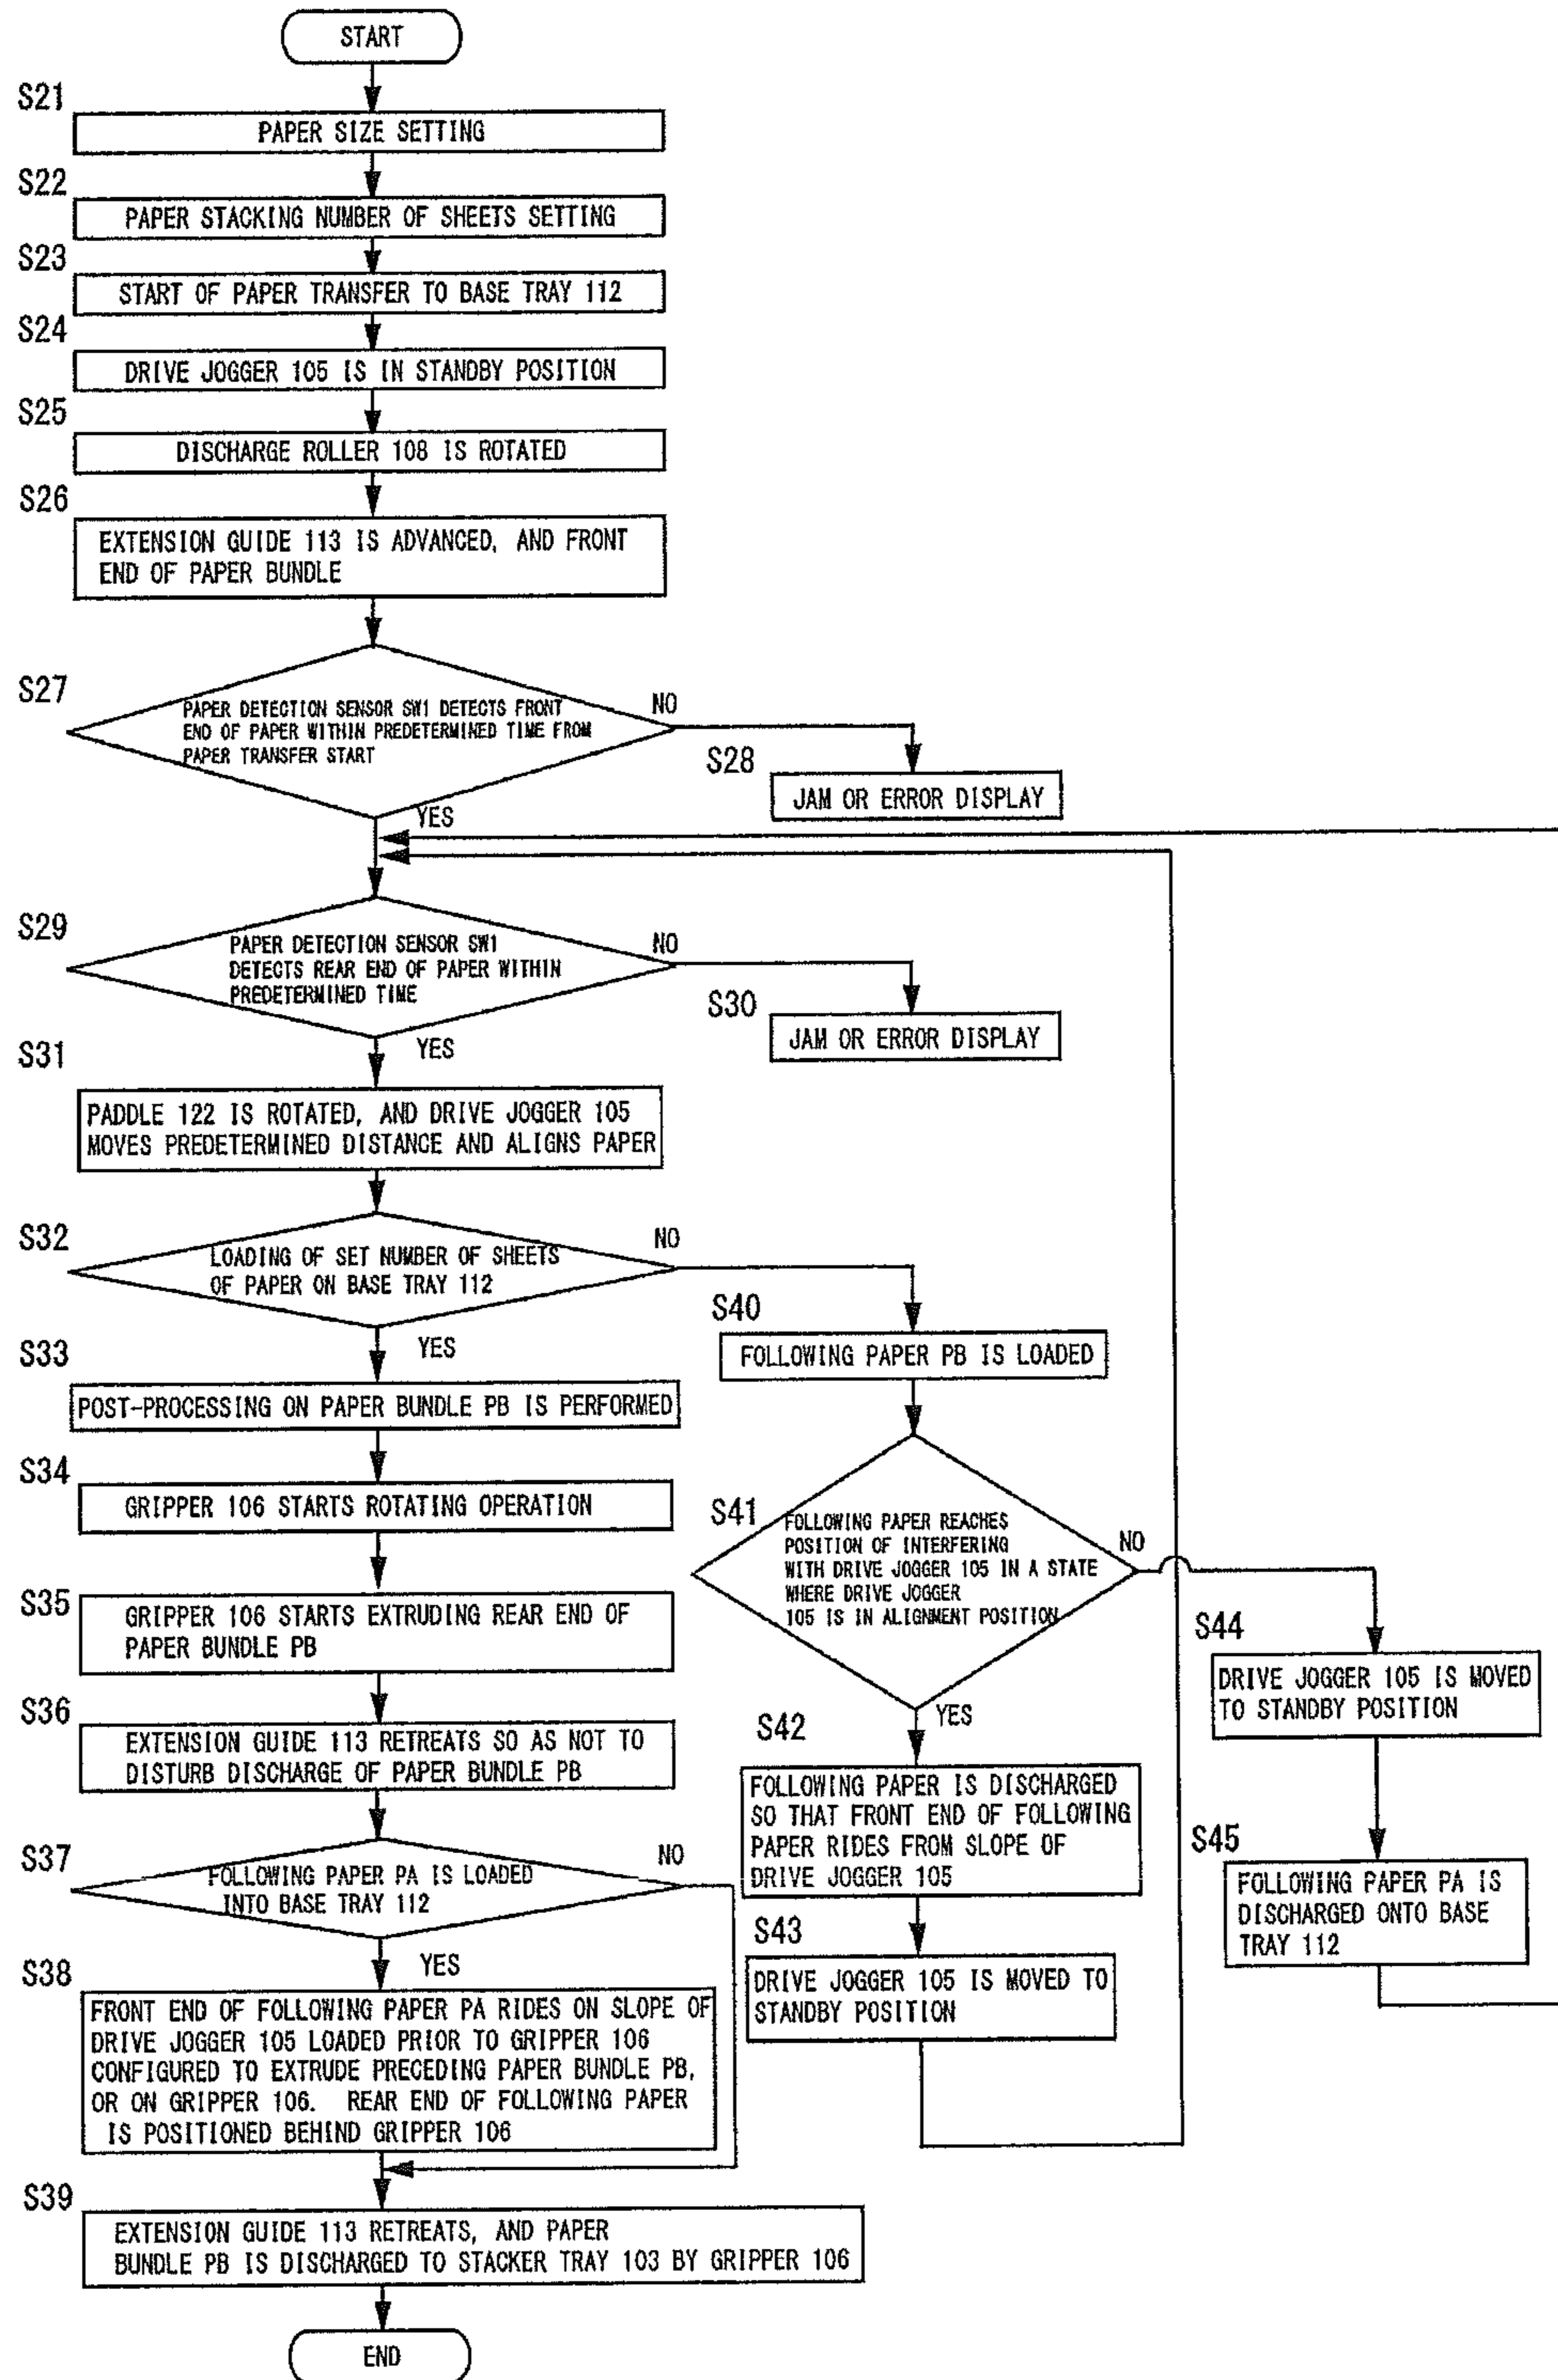 START
S21
PAPER SIZE SETTING
S22
PAPER STACKING NUMBER OF SHEETS SETTING
S23
START OF PAPER TRANSFER TO BASE TRAY 112
S24
DRIVE JOGGER 105 IS IN STANDBY POSITION
S25
DISCHARGE ROLLER 108 IS ROTATED
S26
EXTENSION GUIDE 113 IS ADVANCED, AND FRONT
END OF PAPER BUNDLE
S27
PAPER DETECTION SENSOR SW1 DETECTS FRONT
END OF PAPER WITHIN PREDETERMINED TIME FROM
PAPER TRANSFER START
NO
S28
JAM OR ERROR DISPLAY
YES
S29
PAPER DETECTION SENSOR SW1
DETECTS REAR END OF PAPER WITHIN
PREDETERMINED TIME
NO
S30
JAM OR ERROR DISPLAY
YES
S31
PADDLE 122 IS ROTATED, AND DRIVE JOGGER 105
MOVES PREDETERMINED DISTANCE AND ALIGNS PAPER
S32
LOADING OF SET NUMBER OF SHEETS
OF PAPER ON BASE TRAY 112
NO
YES
S33
POST-PROCESSING ON PAPER BUNDLE PB IS PERFORMED
S34
GRIPPER 106 STARTS ROTATING OPERATION
S35
GRIPPER 106 STARTS EXTRUDING REAR END OF
PAPER BUNDLE PB
S36
EXTENSION GUIDE 113 RETREATS SO AS NOT TO
DISTURB DISCHARGE OF PAPER BUNDLE PB
S37
FOLLOWING PAPER PA IS LOADED
INTO BASE TRAY 112
NO
YES
S38
FRONT END OF FOLLOWING PAPER PA RIDES ON SLOPE OF
DRIVE JOGGER 105 LOADED PRIOR TO GRIPPER 106
CONFIGURED TO EXTRUDE PRECEDING PAPER BUNDLE PB,
OR ON GRIPPER 106. REAR END OF FOLLOWING PAPER
IS POSITIONED BEHIND GRIPPER 106
S39
EXTENSION GUIDE 113 RETREATS, AND PAPER
BUNDLE PB IS DISCHARGED TO STACKER TRAY 103 BY GRIPPER 106
END
S40
FOLLOWING PAPER PB IS LOADED
S41
FOLLOWING PAPER REACHES
POSITION OF INTERFERING
WITH DRIVE JOGGER 105 IN A STATE
WHERE DRIVE JOGGER
105 IS IN ALIGNMENT POSITION
NO
YES
S42
FOLLOWING PAPER IS DISCHARGED
SO THAT FRONT END OF FOLLOWING
PAPER RIDES FROM SLOPE OF
DRIVE JOGGER 105
S43
DRIVE JOGGER 105 IS MOVED TO
STANDBY POSITION
S44
DRIVE JOGGER 105 IS MOVED
TO STANDBY POSITION
S45
FOLLOWING PAPER PA IS
DISCHARGED ONTO BASE
TRAY 112